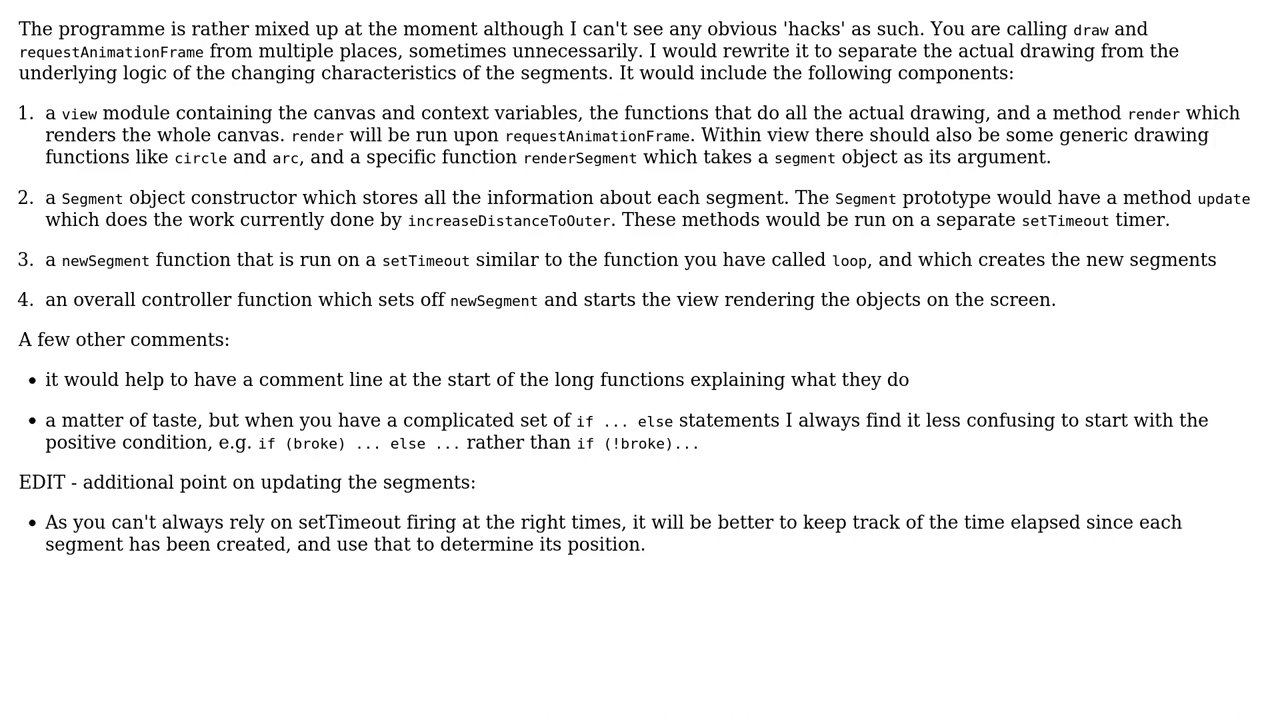 The programme is rather mixed up at the moment although I can't see any obvious 'hacks' as such. You are calling draw and
requestAnimationFrame from multiple places, sometimes unnecessarily. I would rewrite it to separate the actual drawing from the
underlying logic of the changing characteristics of the segments. It would include the following components:
1. a view module containing the canvas and context variables, the functions that do all the actual drawing, and a method render which
renders the whole canvas. render will be run upon requestAnimationFrame. Within view there should also be some generic drawing
functions like circle and arc, and a specific function renderSegment which takes a segment object as its argument.
2. a Segment object constructor which stores all the information about each segment. The Segment prototype would have a method update
which does the work currently done by increaseDistanceToOuter. These methods would be run on a separate setTimeout timer.
3. a newSegment function that is run on a setTimeout similar to the function you have called loop, and which creates the new segments
4. an overall controller function which sets off newSegment and starts the view rendering the objects on the screen.
A few other comments:
• it would help to have a comment line at the start of the long functions explaining what they do
• a matter of taste, but when you have a complicated set of if ... else statements I always find it less confusing to start with the
positive condition, e.g. if (broke) ... else ... rather than if (!broke)...
EDIT - additional point on updating the segments:
• As you can't always rely on setTimeout firing at the right times, it will be better to keep track of the time elapsed since each
segment has been created, and use that to determine its position.